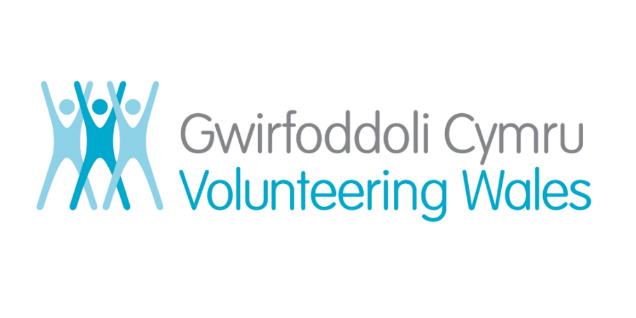 Gwirfoddoli Cymru
Volunteering Wales